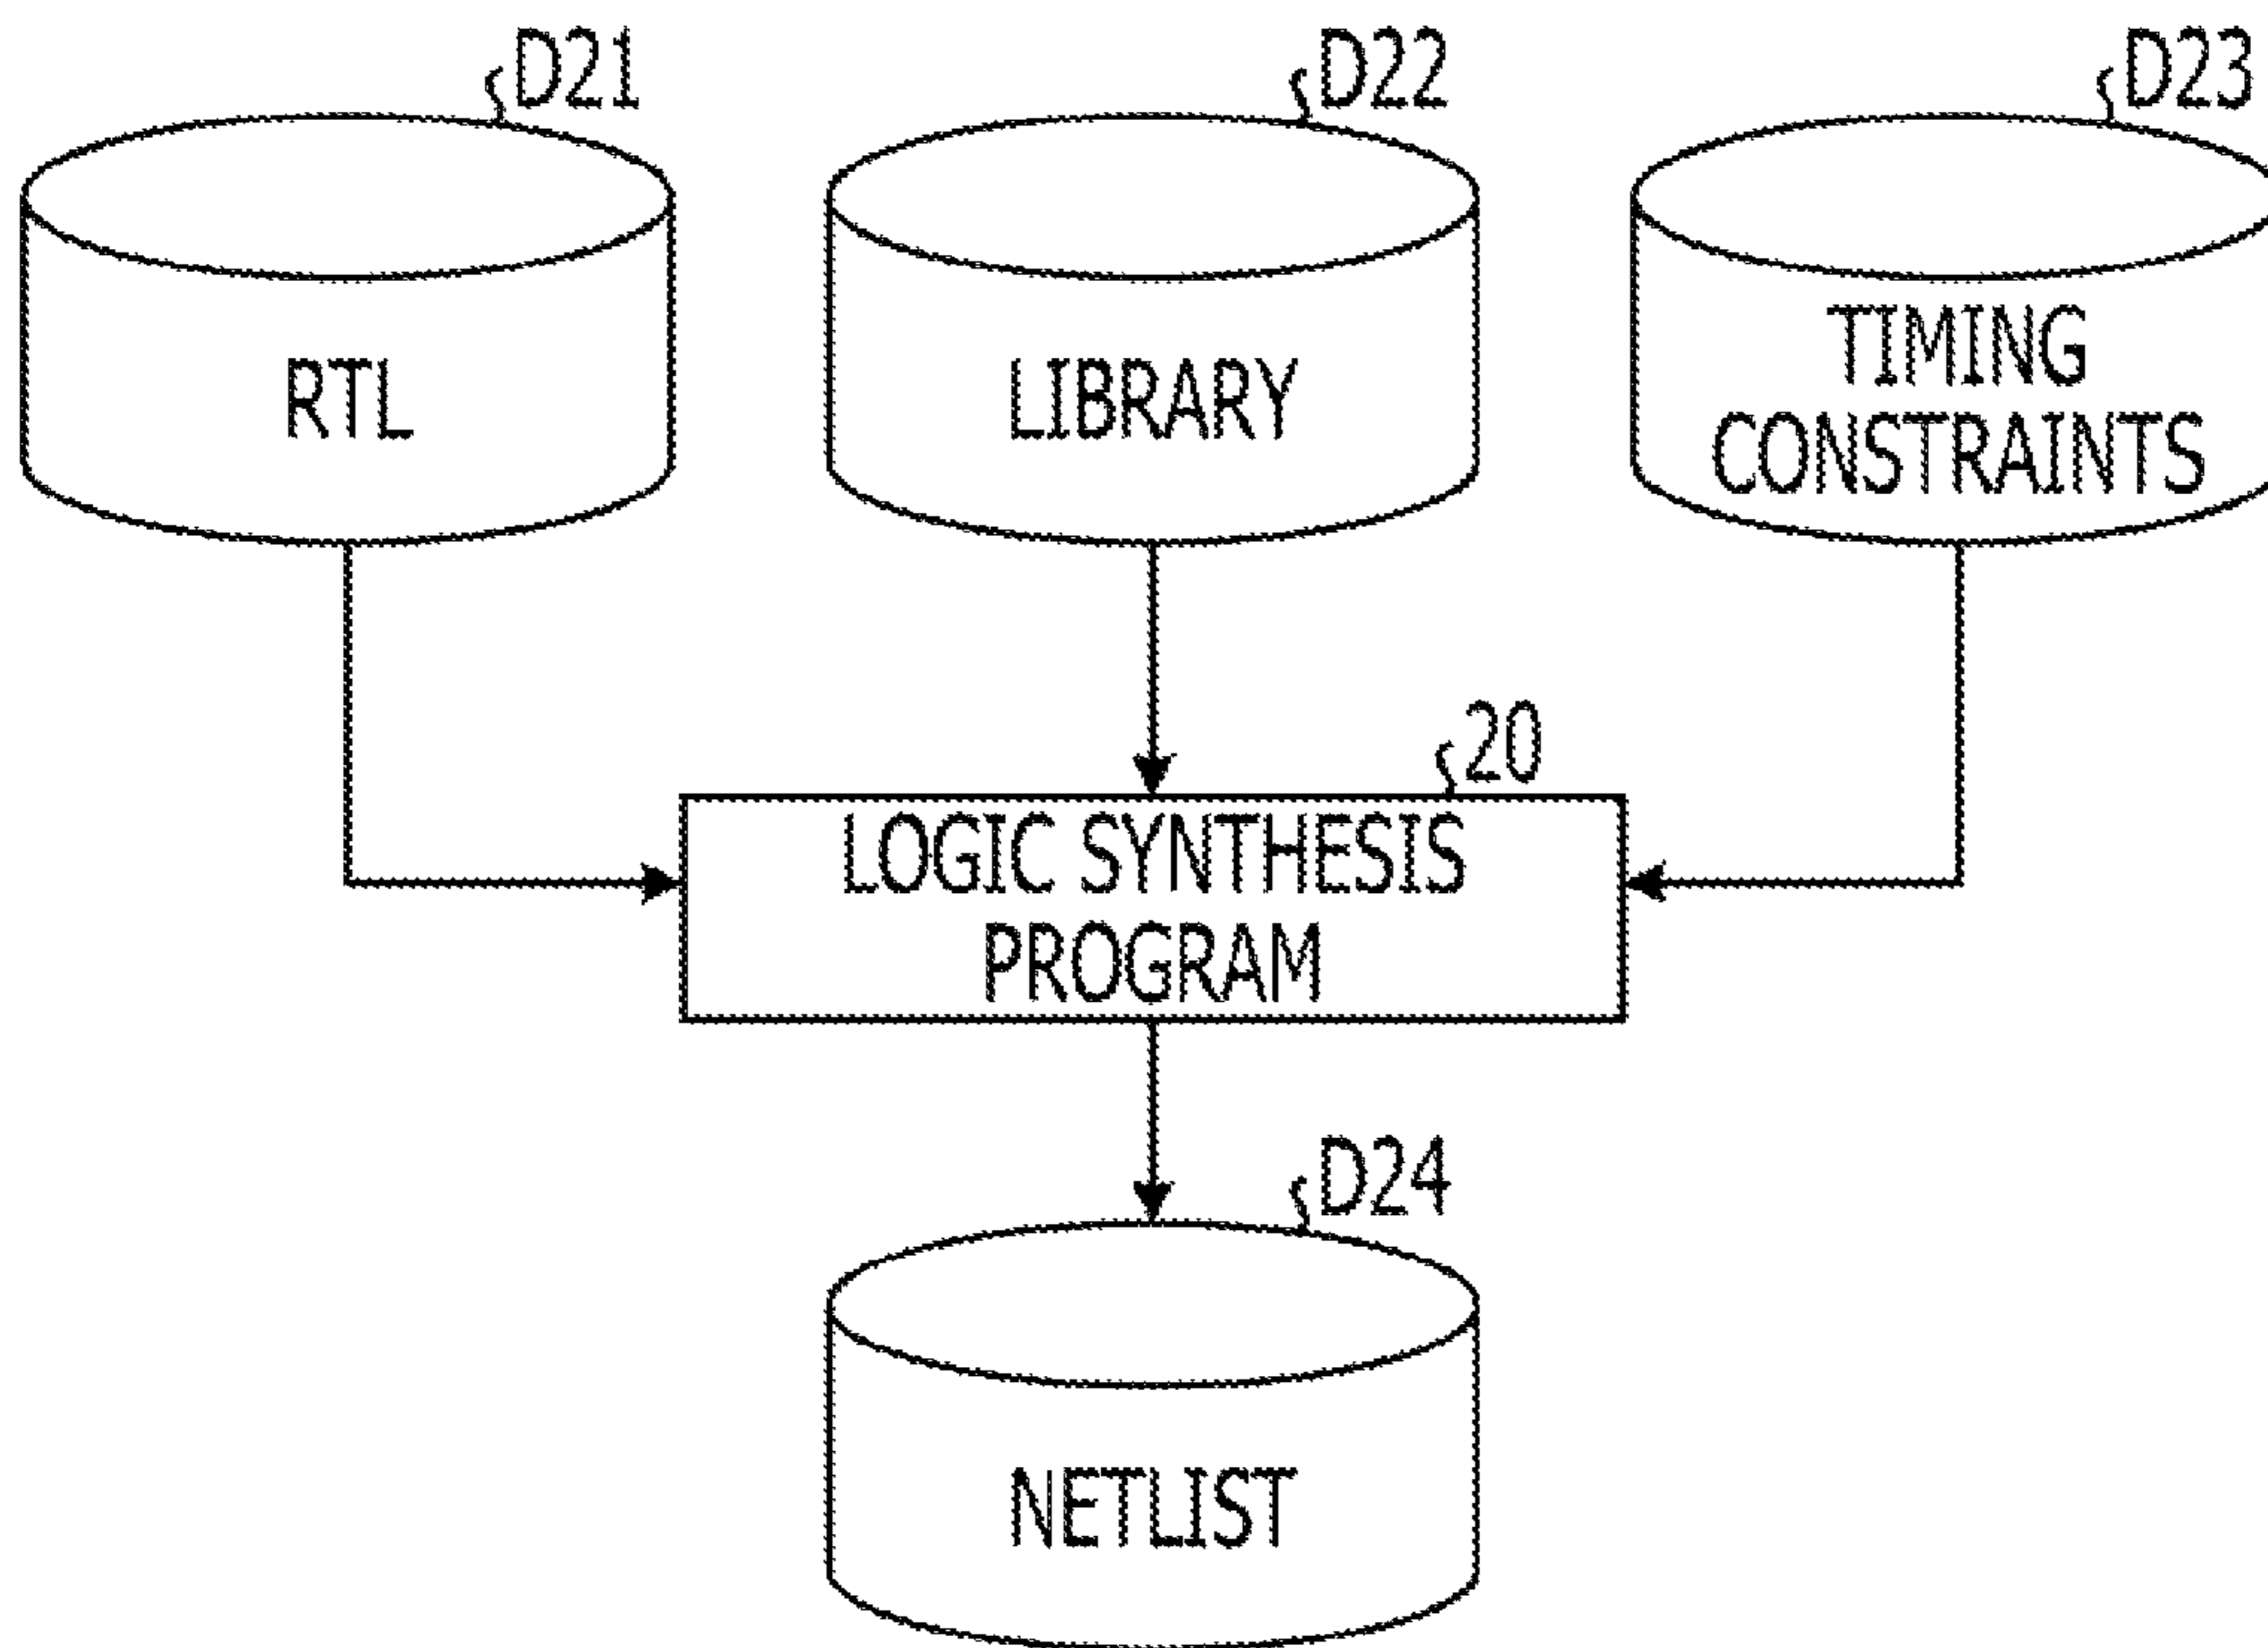 D21
D22
D23
RTL
LIBRARY
TIMING
CONSTRAINTS
20
LOGIC SYNTHESIS
PROGRAM
D24
NETLIST